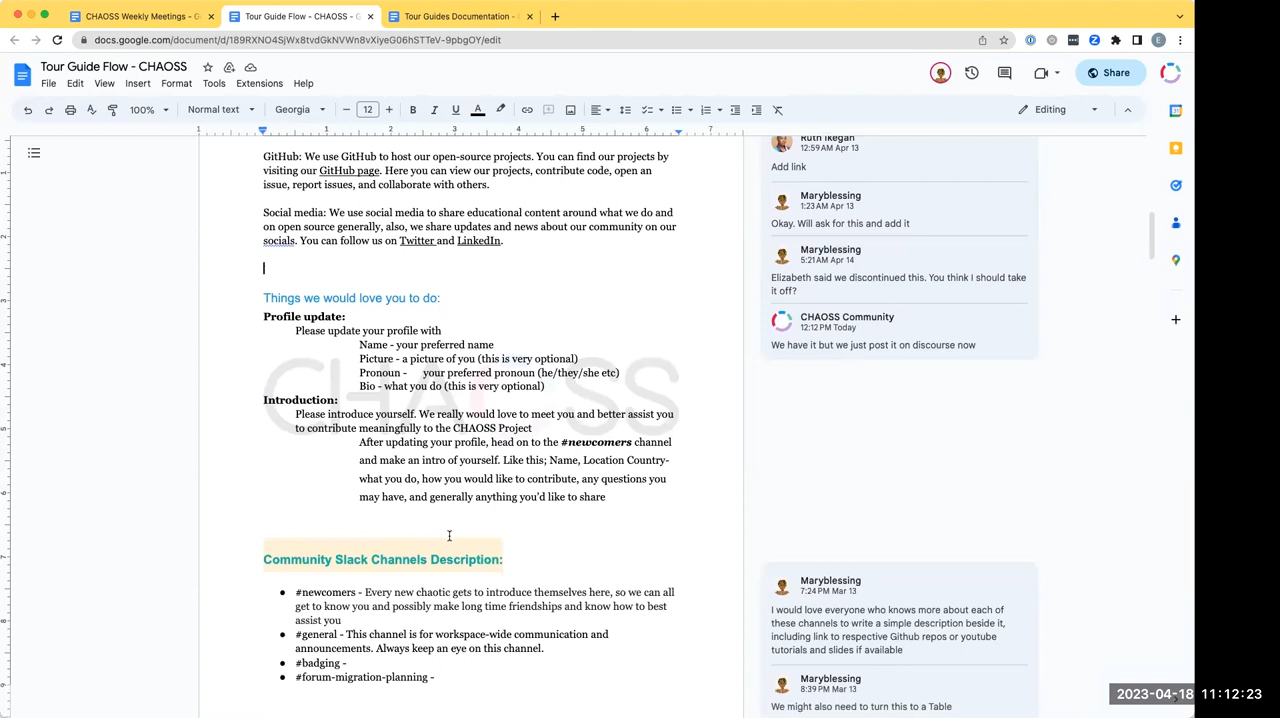 CHAOSS Weekly Meetings - G
Tour Guide Flow - CHAOSS - G
Tour Guides Documentation -
docs.google.com/document/d/189RXNO4SjWx8tvdGkNVWn8vXiyeG06hSTTeV-9pbgOY/edit
E
Tour Guide Flow - CHAOSS
File Edit View Insert Format Tools Extensions Help
Share
100% Normal text Georgia 12 B I U A Editing
1 1 2 3 4 5 6 7
GitHub: We use GitHub to host our open-source projects. You can find our projects by
visiting our GitHub page. Here you can view our projects, contribute code, open an
issue, report issues, and collaborate with others.
Social media: We use social media to share educational content around what we do and
on open source generally, also, we share updates and news about our community on our
socials. You can follow us on Twitter and LinkedIn.
Things we would love you to do:
Profile update:
Please update your profile with
Name - your preferred name
Picture - a picture of you (this is very optional)
Pronoun - your preferred pronoun (he/they/she etc)
Bio - what you do (this is very optional)
CHAOSS
Introduction:
Please introduce yourself. We really would love to meet you and better assist you
to contribute meaningfully to the CHAOSS Project
After updating your profile, head on to the #newcomers channel
and make an intro of yourself. Like this; Name, Location Country-
what you do, how you would like to contribute, any questions you
may have, and generally anything you'd like to share
Community Slack Channels Description:
#newcomers - Every new chaotic gets to introduce themselves here, so we can all
get to know you and possibly make long time friendships and know how to best
assist you
#general - This channel is for workspace-wide communication and
announcements. Always keep an eye on this channel.
#badging -
#forum-migration-planning -
Ruth Ikegah
12:59 AM Apr 13
Add link
Maryblessing
1:23 AM Apr 13
Okay. Will ask for this and add it
Maryblessing
5:21 AM Apr 14
Elizabeth said we discontinued this. You think I should take
it off?
CHAOSS Community
12:12 PM Today
We have it but we just post it on discourse now
Maryblessing
7:24 PM Mar 13
I would love everyone who knows more about each of
these channels to write a simple description beside it,
including link to respective Github repos or youtube
tutorials and slides if available
Maryblessing
8:39 PM Mar 13
We might also need to turn this to a Table
2023-04-18 11:12:23